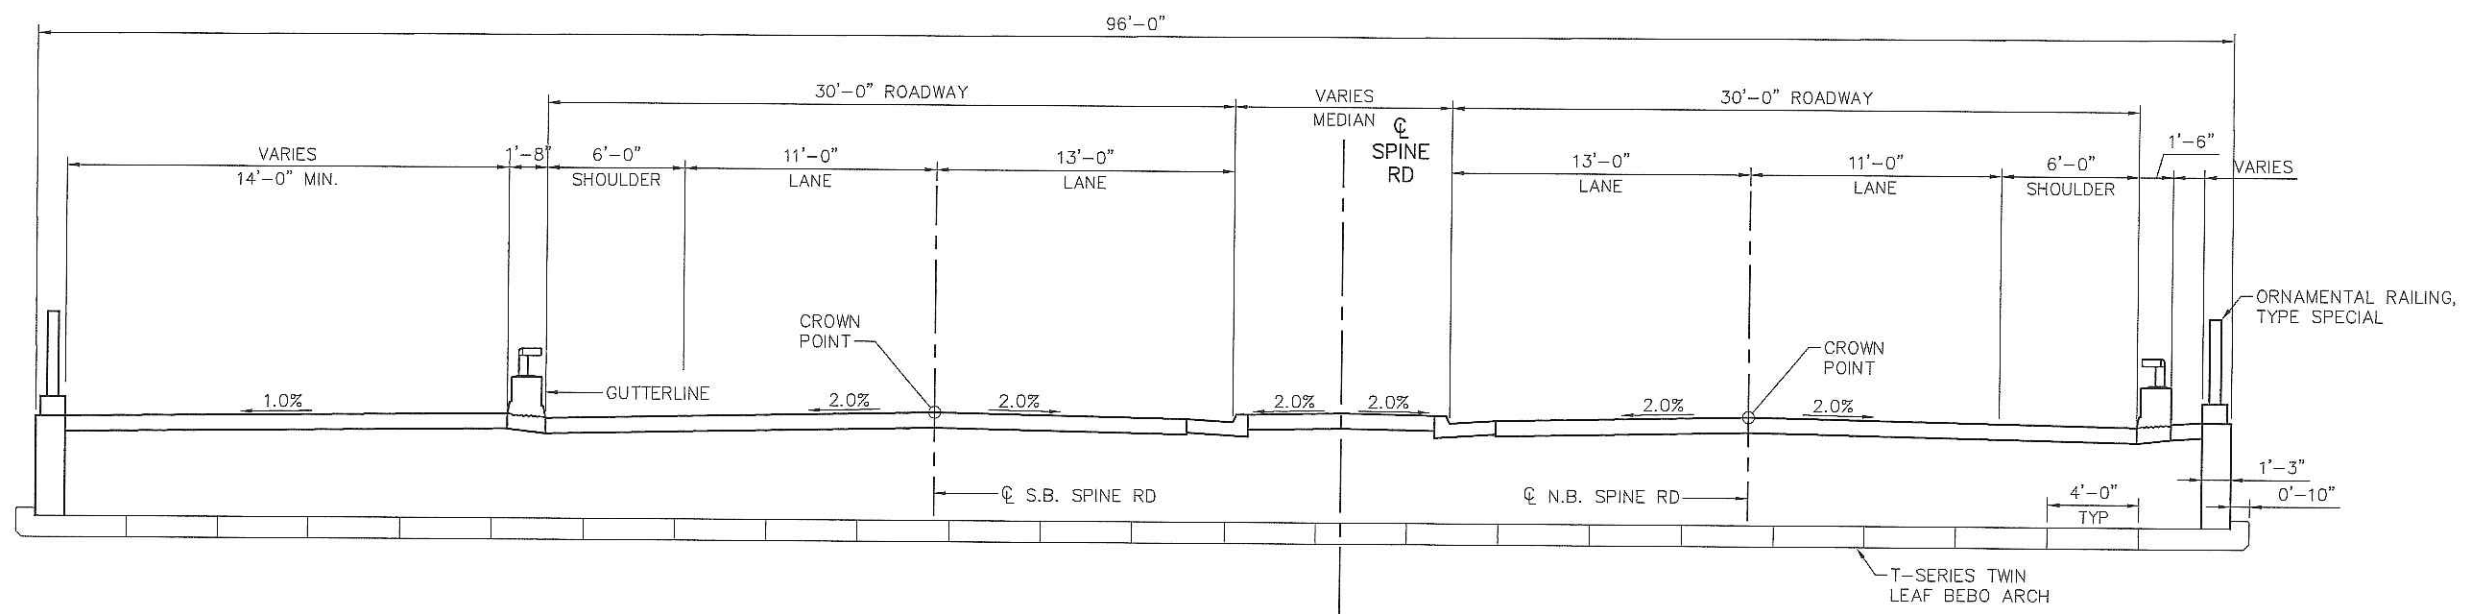 96'-0"
30'-0" ROADWAY
VARIES
MEDIAN
30'-0" ROADWAY
℄
SPINE
RD
VARIES
14'-0" MIN.
1'-8"
6'-0"
SHOULDER
11'-0"
LANE
13'-0"
LANE
13'-0"
LANE
11'-0"
LANE
6'-0"
SHOULDER
1'-6"
VARIES
ORNAMENTAL RAILING,
TYPE SPECIAL
CROWN
POINT
CROWN
POINT
GUTTERLINE
1.0%
2.0%
2.0%
2.0%
2.0%
2.0%
2.0%
℄ S.B. SPINE RD
℄ N.B. SPINE RD
4'-0"
TYP
1'-3"
0'-10"
T-SERIES TWIN
LEAF BEBO ARCH